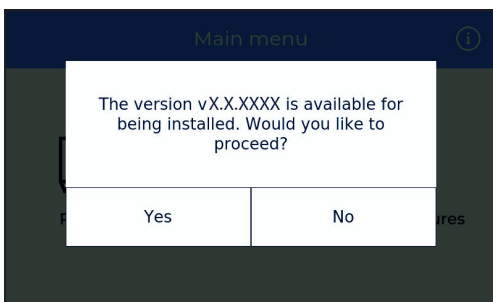 Main menu
The version vX.X.XXXX is available for
being installed. Would you like to
proceed?
Yes
No